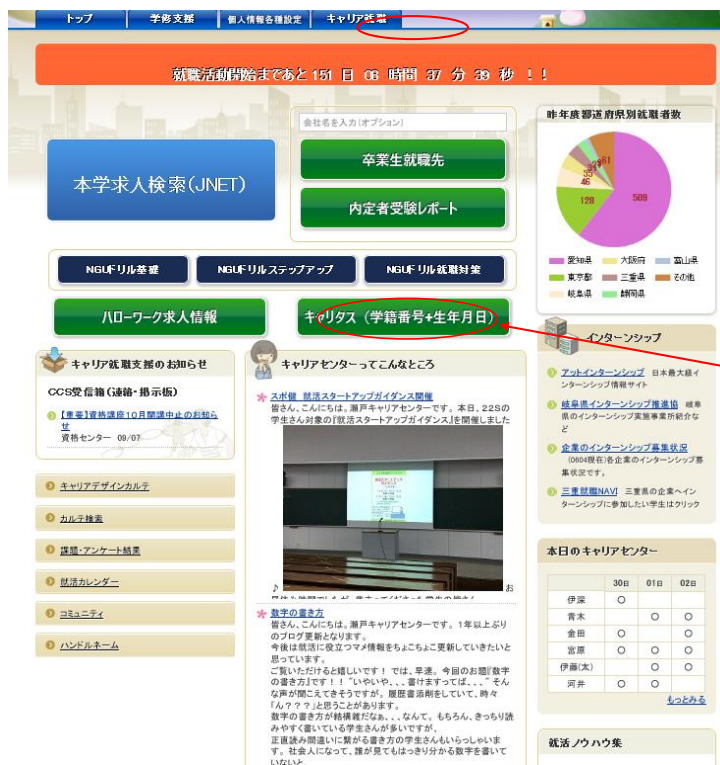 トップ
学修支援
個人情報各種設定
キャリア就職
就職活動開始まであと 151 日 06 時間 37 分 39 秒 ！！
会社名を入力(オプション)
本学求人検索(JNET)
卒業生就職先
内定者受験レポート
NGUドリル基礎
NGUドリルステップアップ
NGUドリル就職対策
ハローワーク求人情報
キャリタス（学籍番号+生年月日）
キャリア就職支援のお知らせ
CCS受信箱(連絡・掲示板)
【重要】資格講座10月開講中止のお知ら
せ
資格センター 09/07
キャリアデザインカルテ
カルテ検索
課題・アンケート結果
就活カレンダー
コミュニティ
ハンドルネーム
キャリアセンターってこんなところ
スポ健 就活スタートアップガイダンス開催
皆さん、こんにちは。瀬戸キャリアセンターです。本日、22Sの
学生さん対象の『就活スタートアップガイダンス』を開催しました
♪
お
数字の書き方
皆さん、こんにちは。瀬戸キャリアセンターです。1年以上ぶり
のブログ更新となります。
今後は就活に役立つマメ情報をちょこちょこ更新していきたいと
思っています。
ご覧いただけると嬉しいです！ では、早速。今回のお題『数字
の書き方』です！！“いやいや、、、書けますってば、、、”そん
な声が聞こえてきそうですが。履歴書添削をしていて、時々
「ん？？？」と思うことがあります。
数字の書き方が結構雑だなぁ、、、なんて。もちろん、きっちり読
みやすく書いている学生さんが多いですが、
正直読み間違いに繋がる書き方の学生さんもいらっしゃいま
す。社会人になって、誰が見てもはっきり分かる数字を書いて
いないと
昨年度都道府県別就職者数
509
128
46
61
愛知県 大阪府 富山県
東京都 三重県 その他
岐阜県 静岡県
インターンシップ
アットインターンシップ 日本最大級イ
ンターンシップ情報サイト
岐阜県インターンシップ推進協 岐阜
県のインターンシップ実施事業所紹介な
ど
企業のインターンシップ募集状況
(0604現在)各企業のインターンシップ募
集状況です。
三重就職NAVI 三重県の企業へイン
ターンシップに参加したい学生はクリック
本日のキャリアセンター
30日 01日 02日
伊深 ○
青木 ○ ○
金田 ○ ○
宮原 ○ ○ ○
伊藤(太) ○ ○
河井 ○ ○
もっとみる
就活ノウハウ集